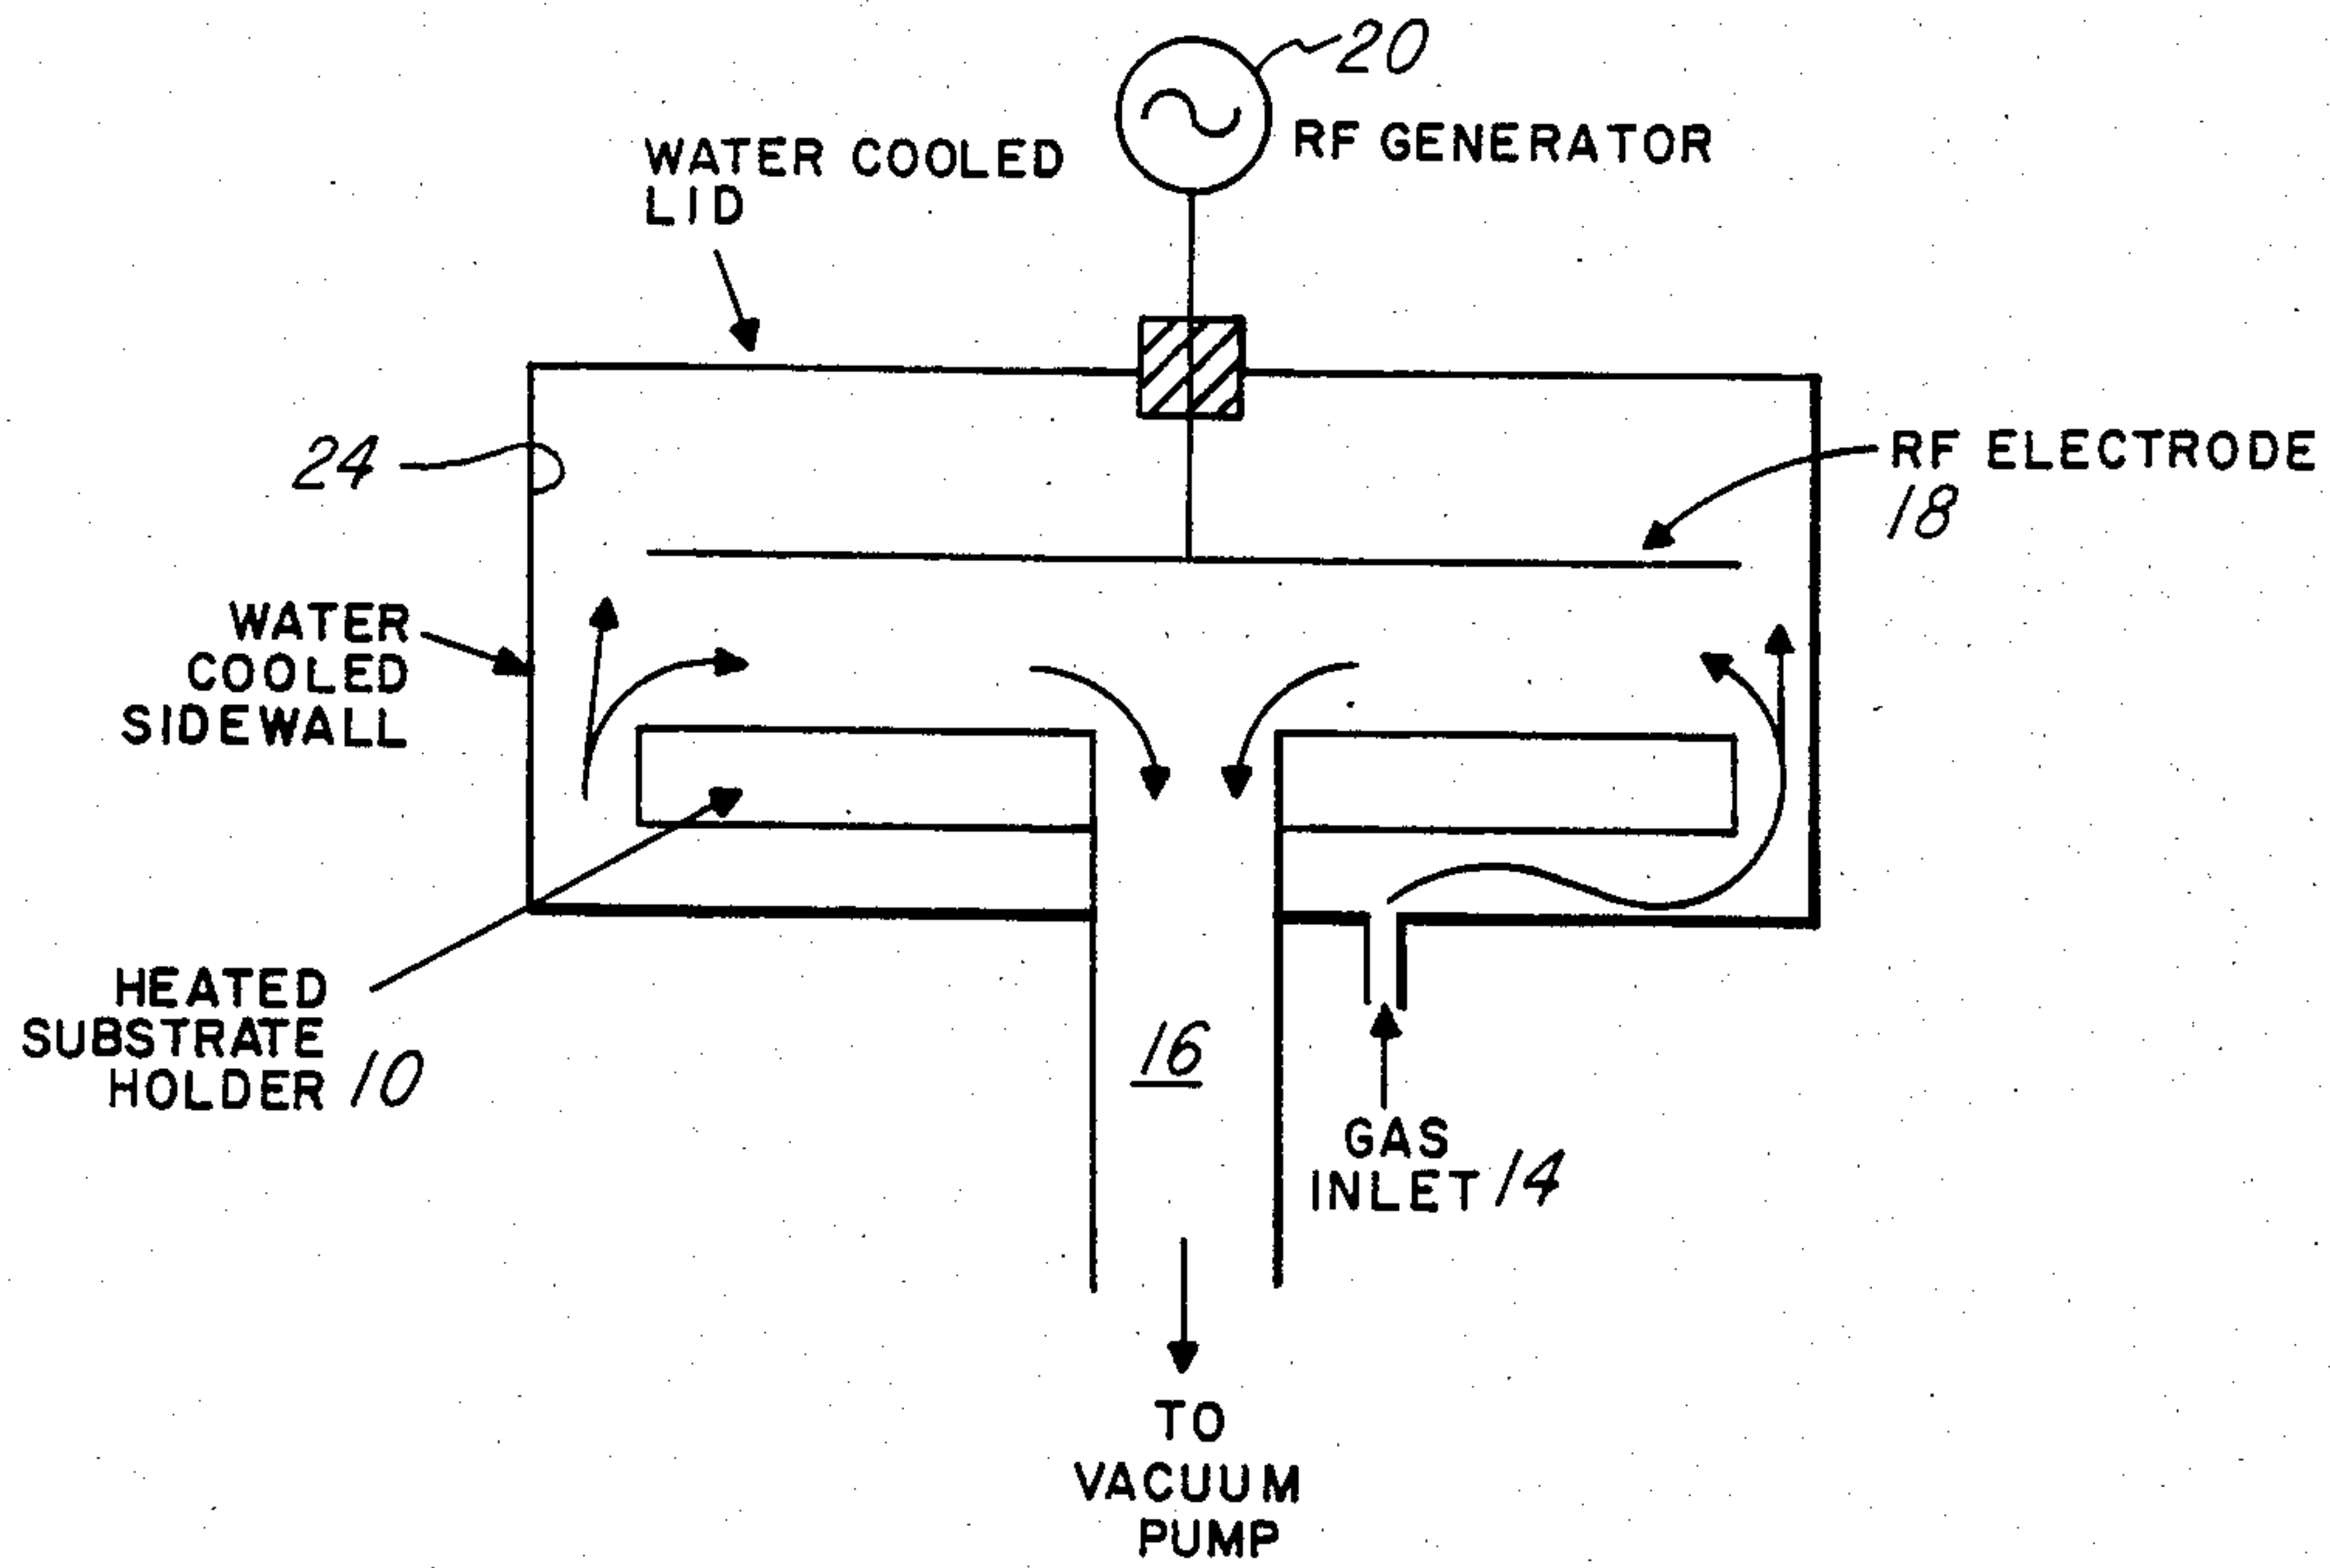 20
RF GENERATOR
WATER COOLED
LID
24
RF ELECTRODE
18
WATER
COOLED
SIDEWALL
HEATED
SUBSTRATE
HOLDER 10
16
GAS
INLET 14
TO
VACUUM
PUMP